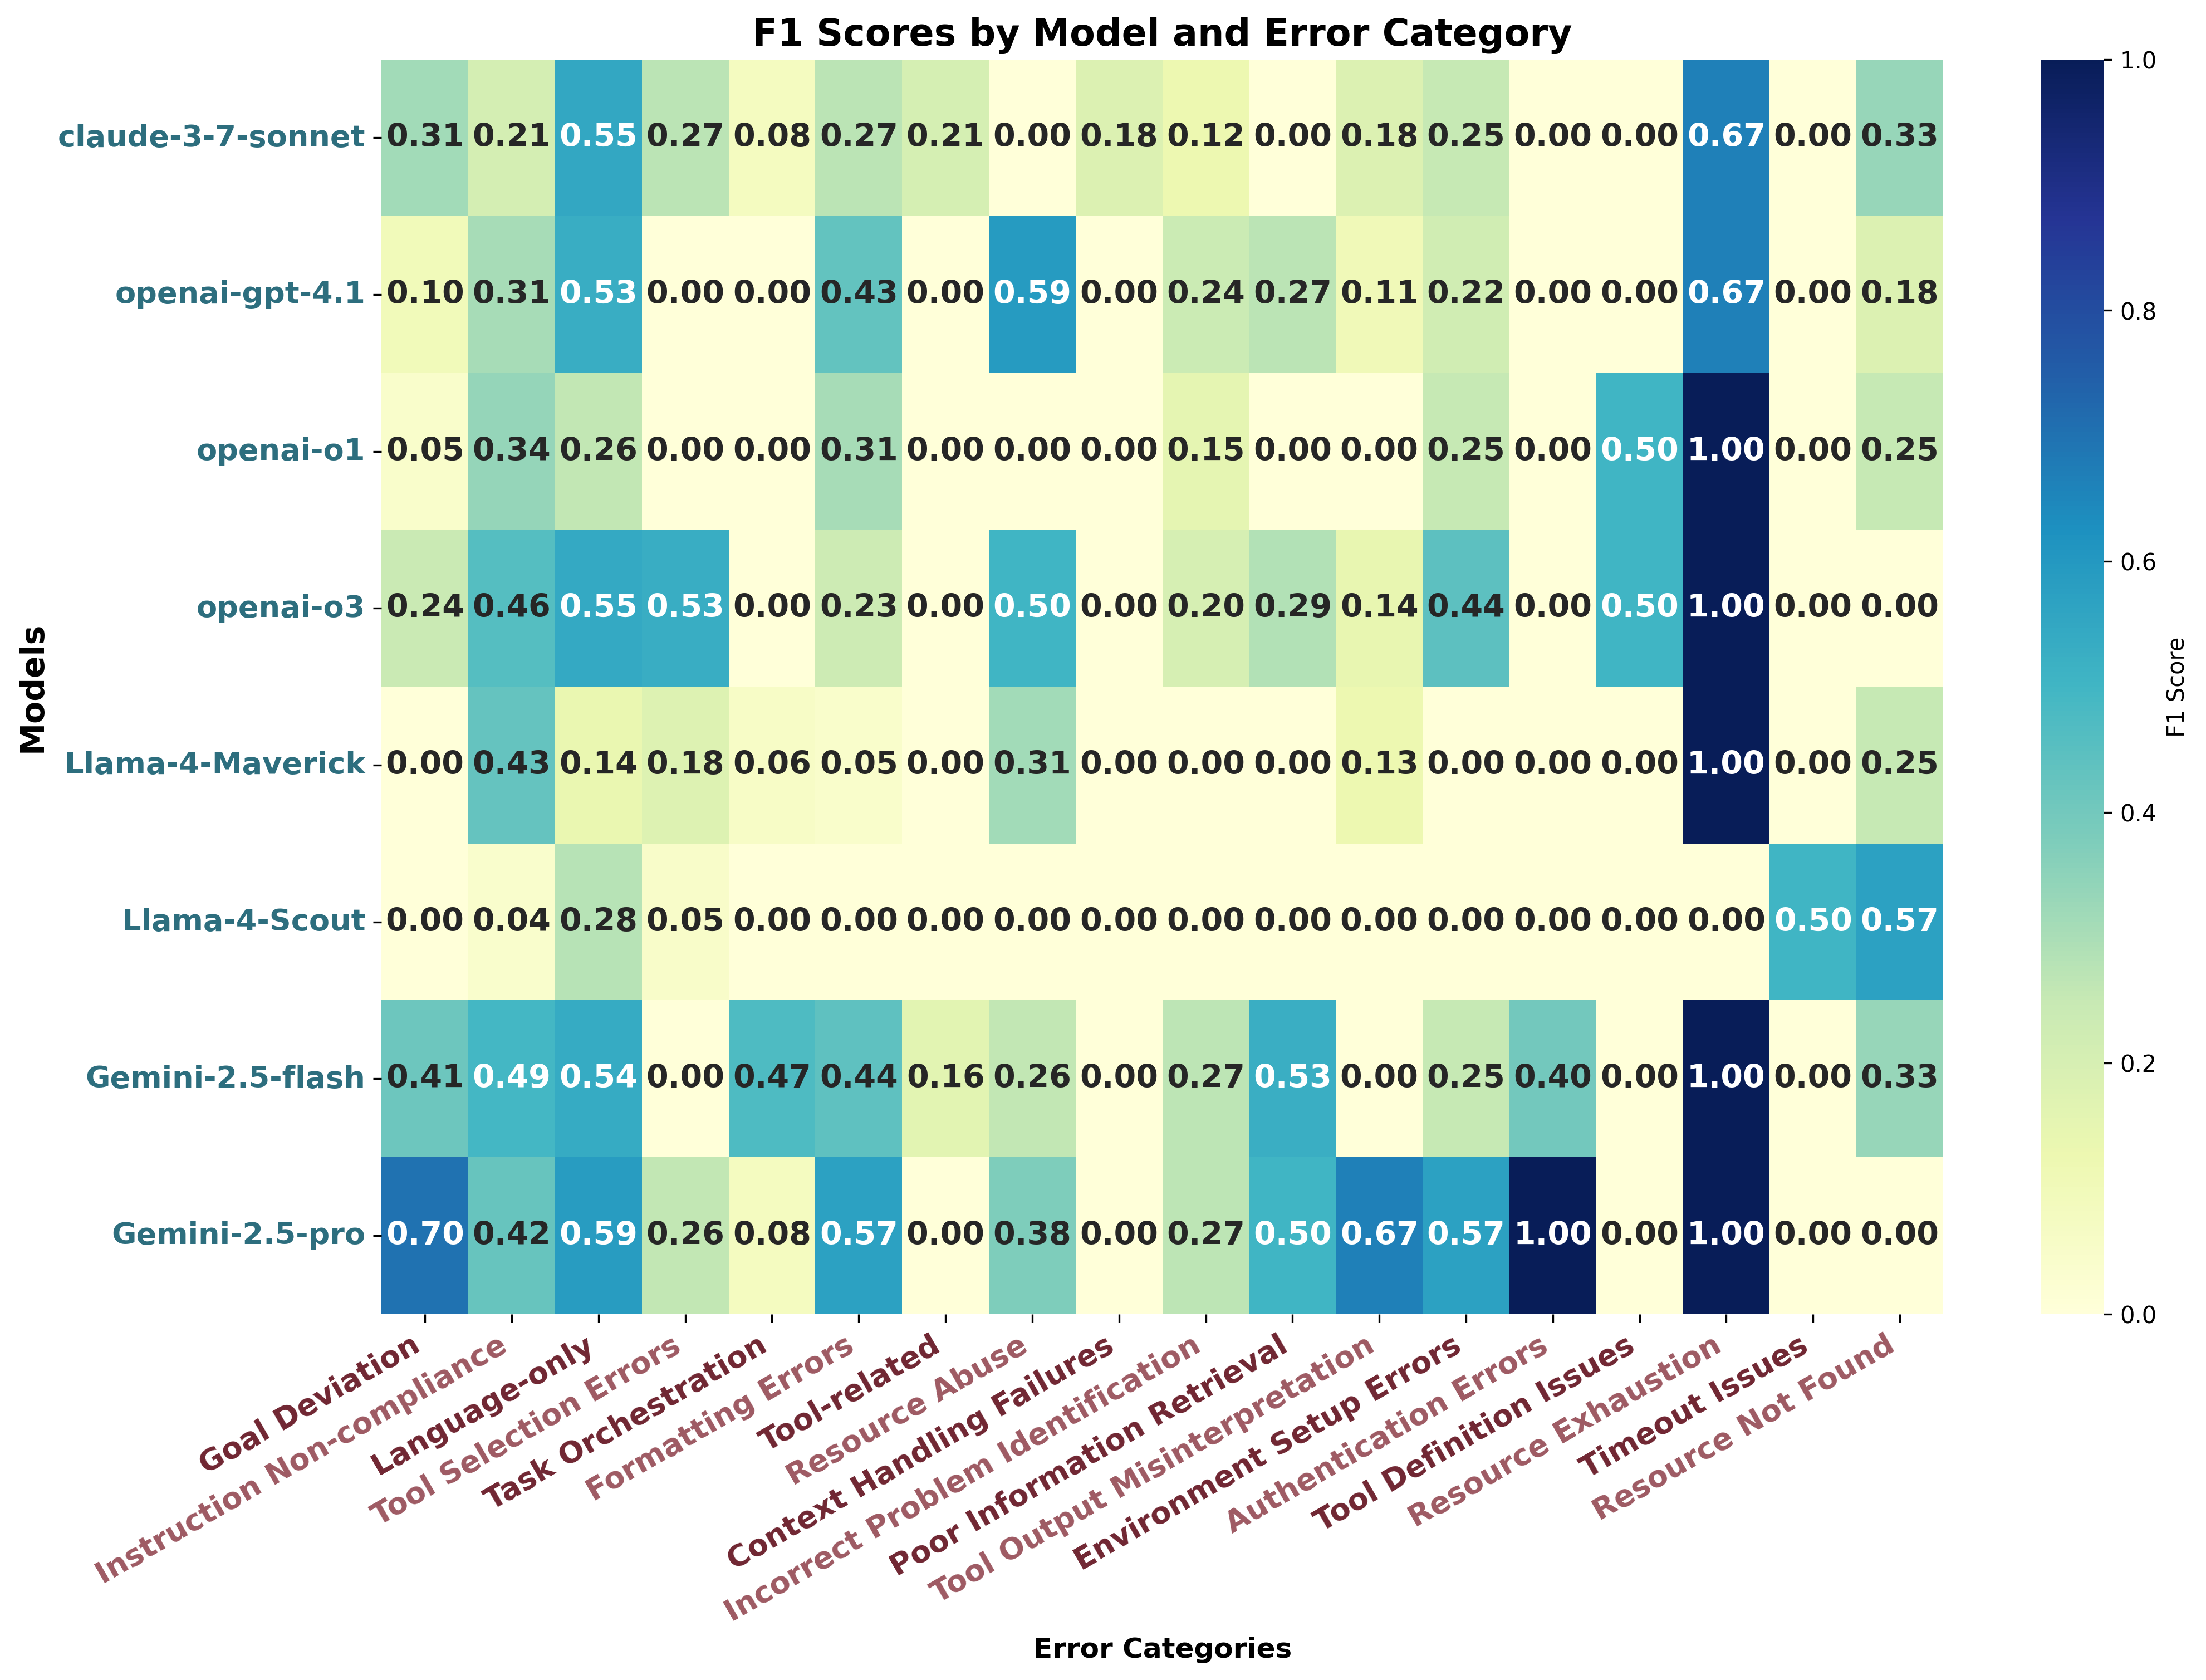 F1 Scores by Model and Error Category
claude-3-7-sonnet 0.31 0.21 0.55 0.27 0.08 0.27 0.21 0.00 0.18 0.12 0.00 0.18 0.25 0.00 0.00 0.67 0.00 0.33
openai-gpt-4.1 0.10 0.31 0.53 0.00 0.00 0.43 0.00 0.59 0.00 0.24 0.27 0.11 0.22 0.00 0.00 0.67 0.00 0.18
openai-o1 0.05 0.34 0.26 0.00 0.00 0.31 0.00 0.00 0.00 0.15 0.00 0.00 0.25 0.00 0.50 1.00 0.00 0.25
openai-o3 0.24 0.46 0.55 0.53 0.00 0.23 0.00 0.50 0.00 0.20 0.29 0.14 0.44 0.00 0.50 1.00 0.00 0.00
Llama-4-Maverick 0.00 0.43 0.14 0.18 0.06 0.05 0.00 0.31 0.00 0.00 0.00 0.13 0.00 0.00 0.00 1.00 0.00 0.25
Llama-4-Scout 0.00 0.04 0.28 0.05 0.00 0.00 0.00 0.00 0.00 0.00 0.00 0.00 0.00 0.00 0.00 0.00 0.50 0.57
Gemini-2.5-flash 0.41 0.49 0.54 0.00 0.47 0.44 0.16 0.26 0.00 0.27 0.53 0.00 0.25 0.40 0.00 1.00 0.00 0.33
Gemini-2.5-pro 0.70 0.42 0.59 0.26 0.08 0.57 0.00 0.38 0.00 0.27 0.50 0.67 0.57 1.00 0.00 1.00 0.00 0.00
Models
Goal Deviation
Instruction Non-compliance
Language-only
Tool Selection Errors
Task Orchestration
Formatting Errors
Tool-related
Resource Abuse
Context Handling Failures
Incorrect Problem Identification
Poor Information Retrieval
Tool Output Misinterpretation
Environment Setup Errors
Authentication Errors
Tool Definition Issues
Resource Exhaustion
Timeout Issues
Resource Not Found
Error Categories
1.0
0.8
0.6
0.4
0.2
0.0
F1 Score